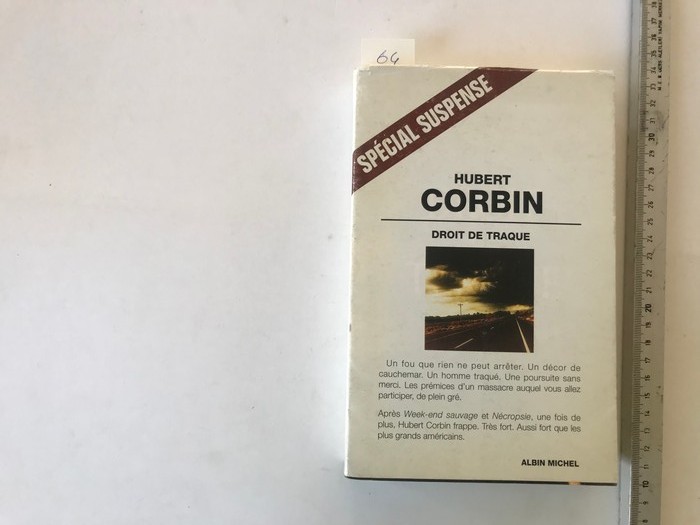 64
SPÉCIAL SUSPENSE
HUBERT
CORBIN
DROIT DE TRAQUE
Un fou que rien ne peut arrêter. Un décor de
cauchemar. Un homme traqué. Une poursuite sans
merci. Les prémices d'un massacre auquel vous allez
participer, de plein gré.
Après Week-end sauvage et Nécropsie, une fois de
plus, Hubert Corbin frappe. Très fort. Aussi fort que les
plus grands américains.
ALBIN MICHEL